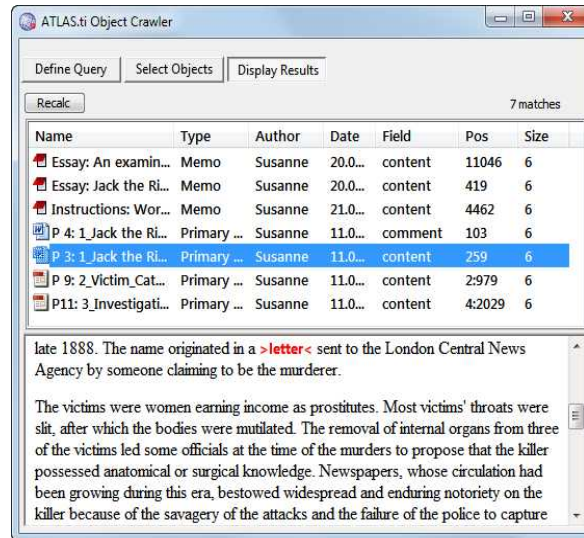 ATLAS.ti Object Crawler
Define Query Select Objects Display Results
Recalc 7 matches
Name Type Author Date Field Pos Size
Essay: An examin... Memo Susanne 20.0... content 11046 6
Essay: Jack the Ri... Memo Susanne 20.0... content 419 6
Instructions: Wor... Memo Susanne 21.0... content 4462 6
P 4: 1_Jack the Ri... Primary ... Susanne 11.0... comment 103 6
P 3: 1_Jack the Ri... Primary ... Susanne 11.0... content 259 6
P 9: 2_Victim_Cat... Primary ... Susanne 11.0... content 2:979 6
P11: 3_Investigati... Primary ... Susanne 11.0... content 4:2029 6
late 1888. The name originated in a >letter< sent to the London Central News
Agency by someone claiming to be the murderer.
The victims were women earning income as prostitutes. Most victims' throats were
slit, after which the bodies were mutilated. The removal of internal organs from three
of the victims led some officials at the time of the murders to propose that the killer
possessed anatomical or surgical knowledge. Newspapers, whose circulation had
been growing during this era, bestowed widespread and enduring notoriety on the
killer because of the savagery of the attacks and the failure of the police to capture